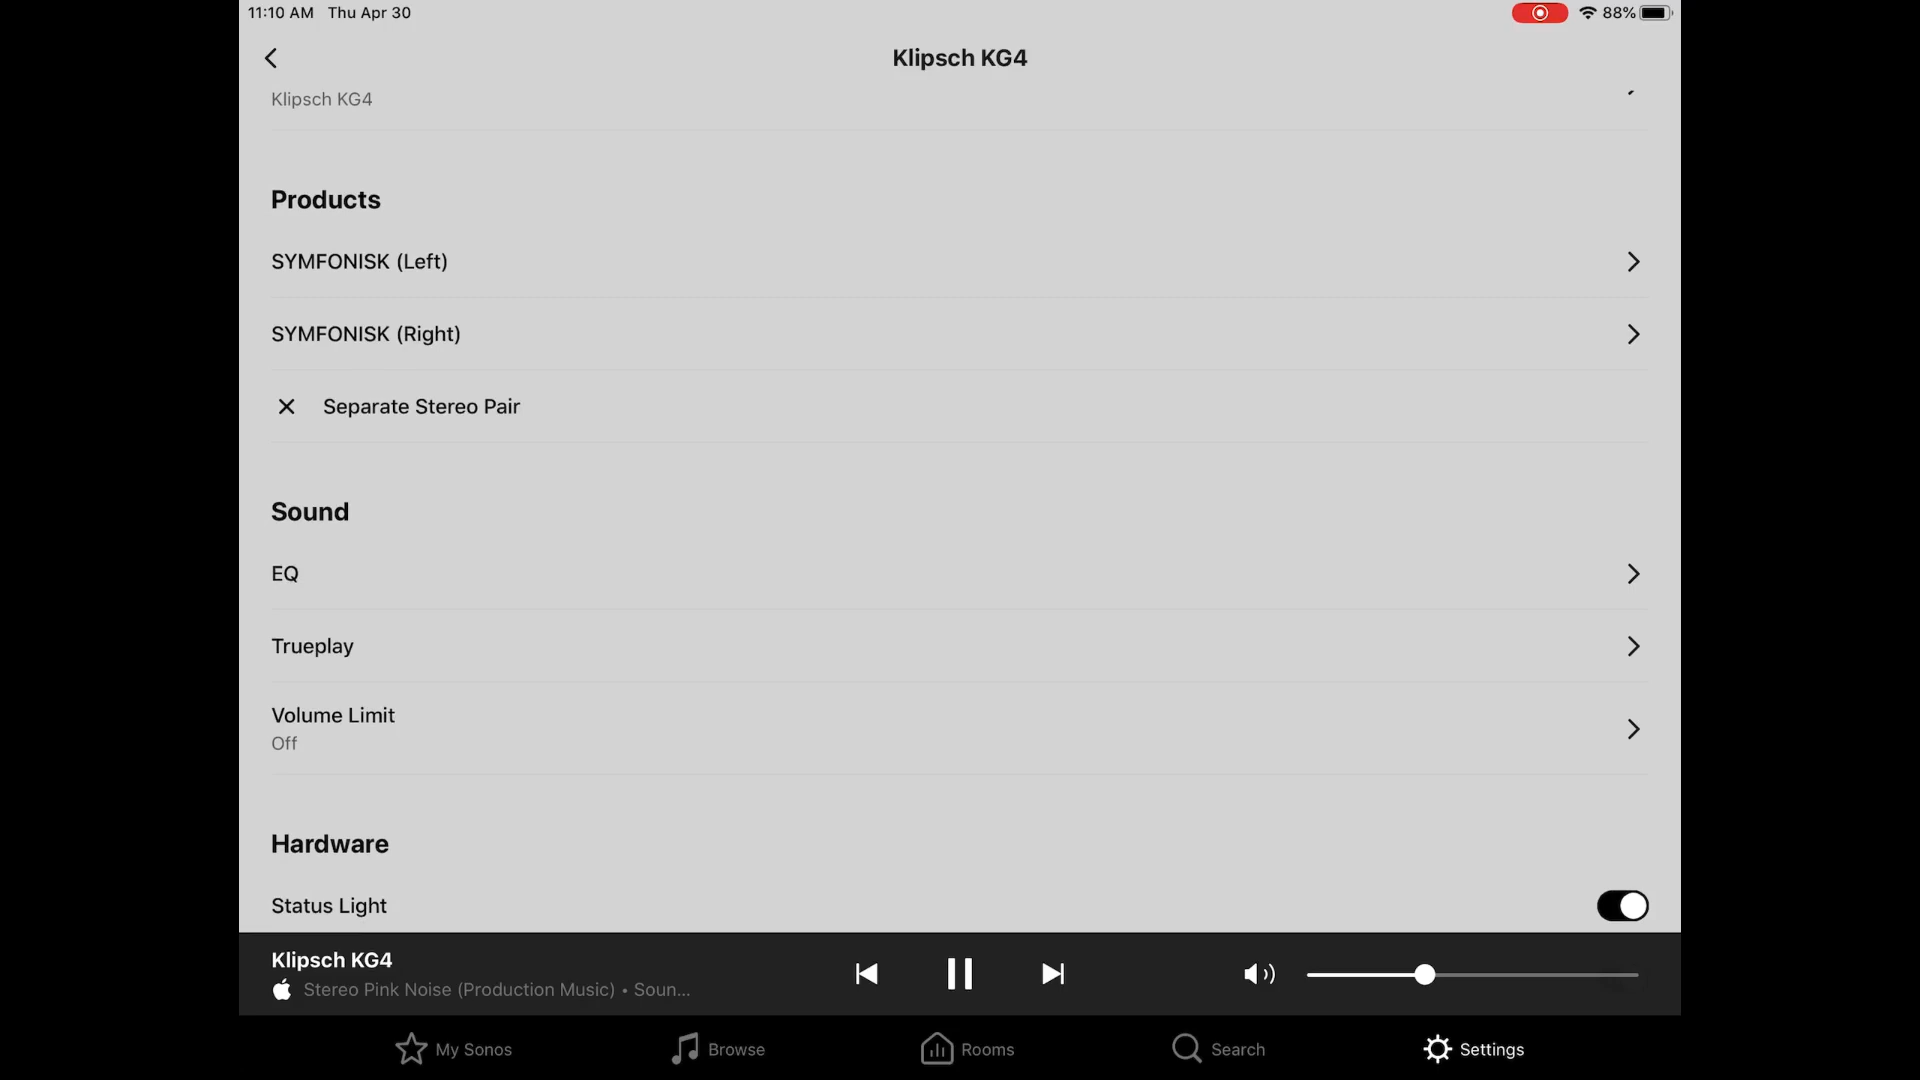 11:10 AM Thu Apr 30
88%
Klipsch KG4
Klipsch KG4
Products
SYMFONISK (Left)
SYMFONISK (Right)
Separate Stereo Pair
Sound
EQ
Trueplay
Volume Limit
Off
Hardware
Status Light
Klipsch KG4
Stereo Pink Noise (Production Music) • Soun...
My Sonos
Browse
Rooms
Search
Settings